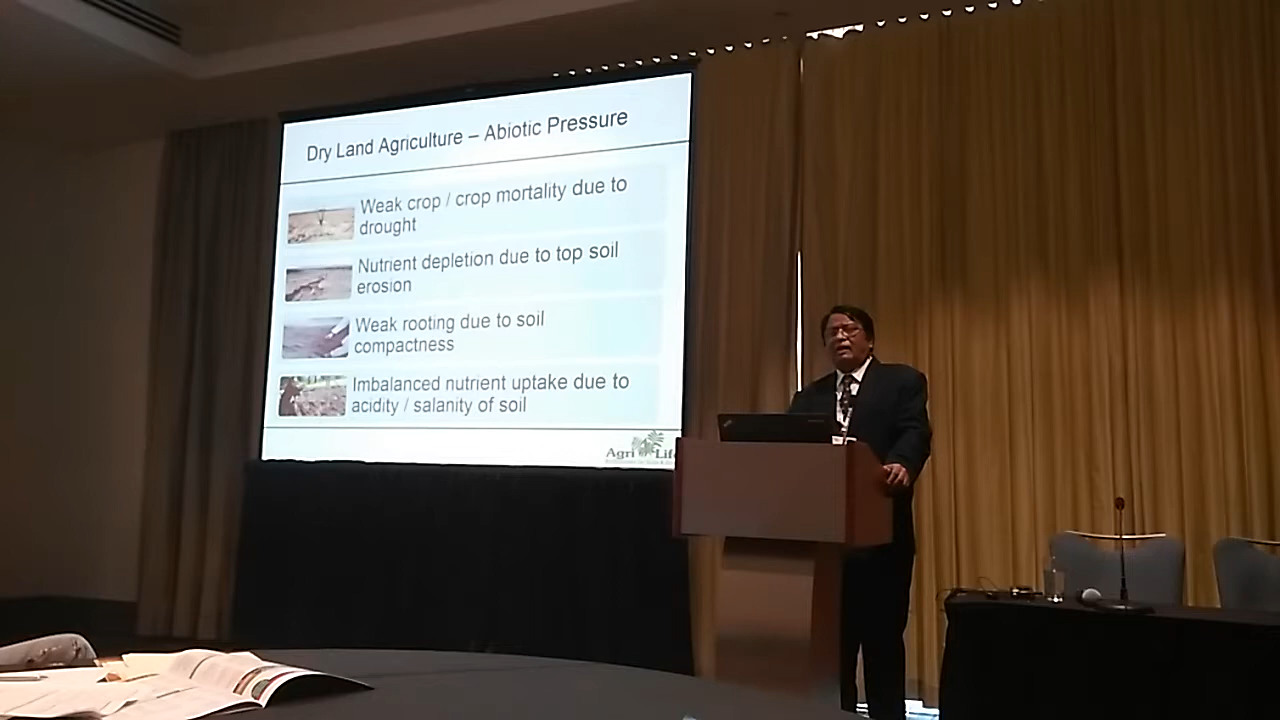 Dry Land Agriculture – Abiotic Pressure
Weak crop / crop mortality due to
drought
Nutrient depletion due to top soil
erosion
Weak rooting due to soil
compactness
Imbalanced nutrient uptake due to
acidity / salanity of soil
Agri Life